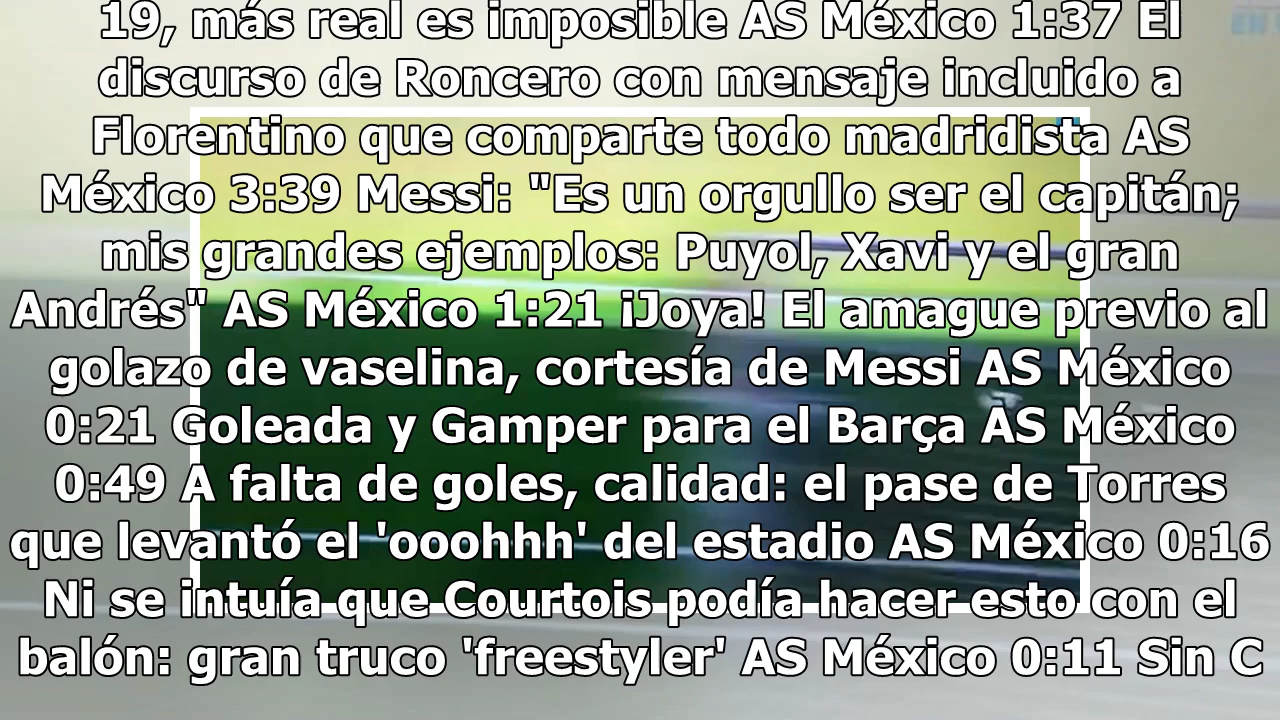 19, más real es imposible AS México 1:37 El
discurso de Roncero con mensaje incluido a
Florentino que comparte todo madridista AS
México 3:39 Messi: "Es un orgullo ser el capitán;
mis grandes ejemplos: Puyol, Xavi y el gran
Andrés" AS México 1:21 ¡Joya! El amague previo al
golazo de vaselina, cortesía de Messi AS México
0:21 Goleada y Gamper para el Barça AS México
0:49 A falta de goles, calidad: el pase de Torres
que levantó el 'ooohhh' del estadio AS México 0:16
Ni se intuía que Courtois podía hacer esto con el
balón: gran truco 'freestyler' AS México 0:11 Sin C